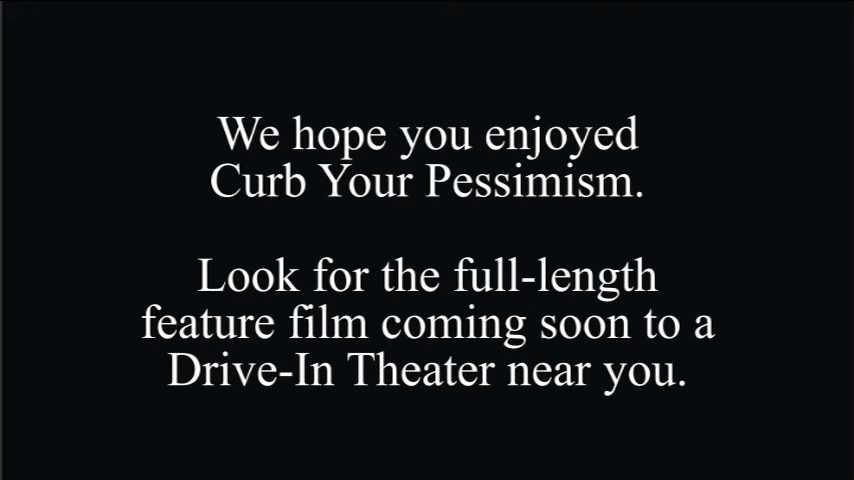 We hope you enjoyed
Curb Your Pessimism.
Look for the full-length
feature film coming soon to a
Drive-In Theater near you.